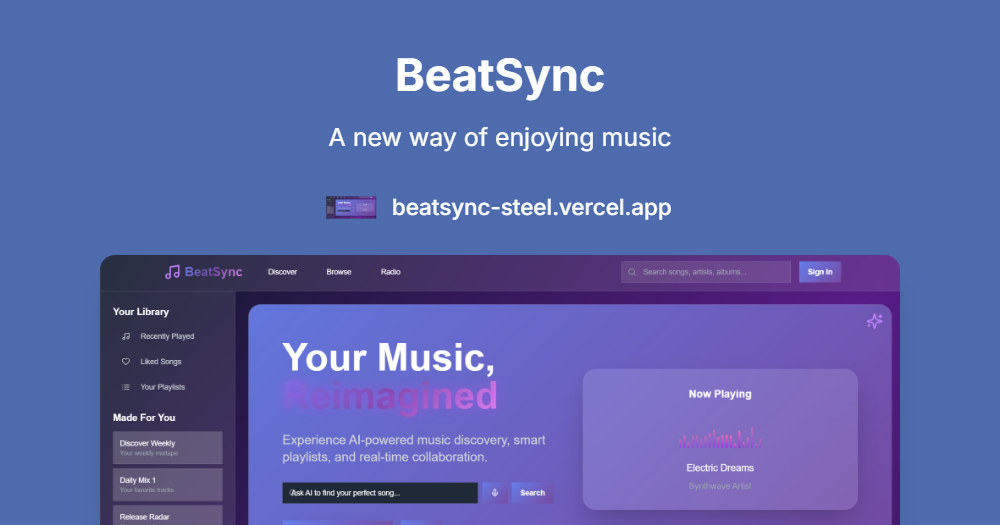 BeatSync
A new way of enjoying music
beatsync-steel.vercel.app
BeatSync
Discover
Browse
Radio
Search songs, artists, albums...
Sign In
Your Library
Recently Played
Liked Songs
Your Playlists
Made For You
Discover Weekly
Your weekly mixtape
Daily Mix 1
Your favorite tracks
Release Radar
Your Music,
Reimagined
Experience AI-powered music discovery, smart
playlists, and real-time collaboration.
Ask AI to find your perfect song...
Search
Now Playing
Electric Dreams
Synthwave Artist